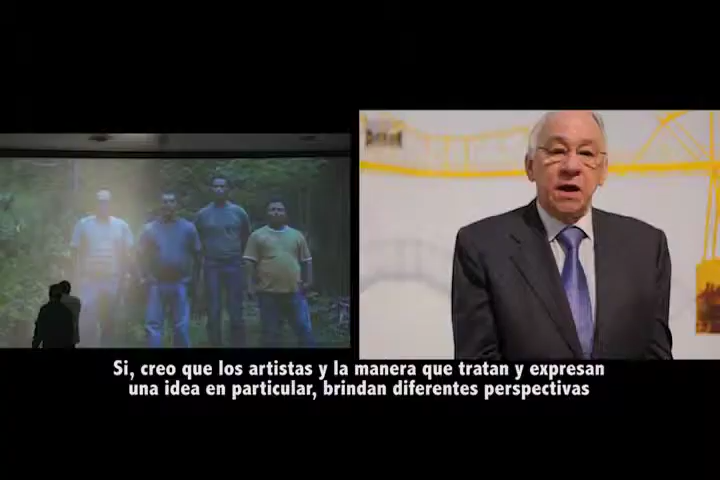 Si, creo que los artistas y la manera que tratan y expresan
una idea en particular, brindan diferentes perspectivas